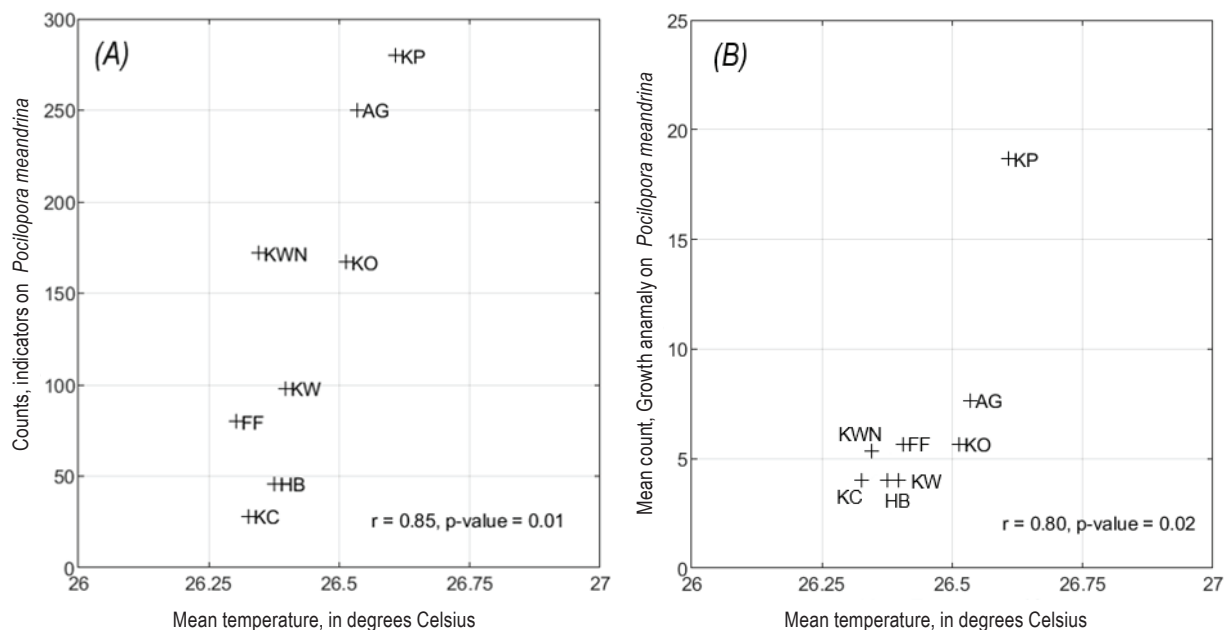 (A)
300
250
200
150
100
50
0
KP
AG
KWN
KO
KW
FF
HB
KC
r = 0.85, p-value = 0.01
26
26.25
26.5
26.75
27
Counts, indicators on Pocilopora meandrina
Mean temperature, in degrees Celsius
(B)
25
20
15
10
5
0
KP
AG
KWN
FF
KO
KC
HB
KW
r = 0.80, p-value = 0.02
26
26.25
26.5
26.75
27
Mean count, Growth anamaly on Pocilopora meandrina
Mean temperature, in degrees Celsius